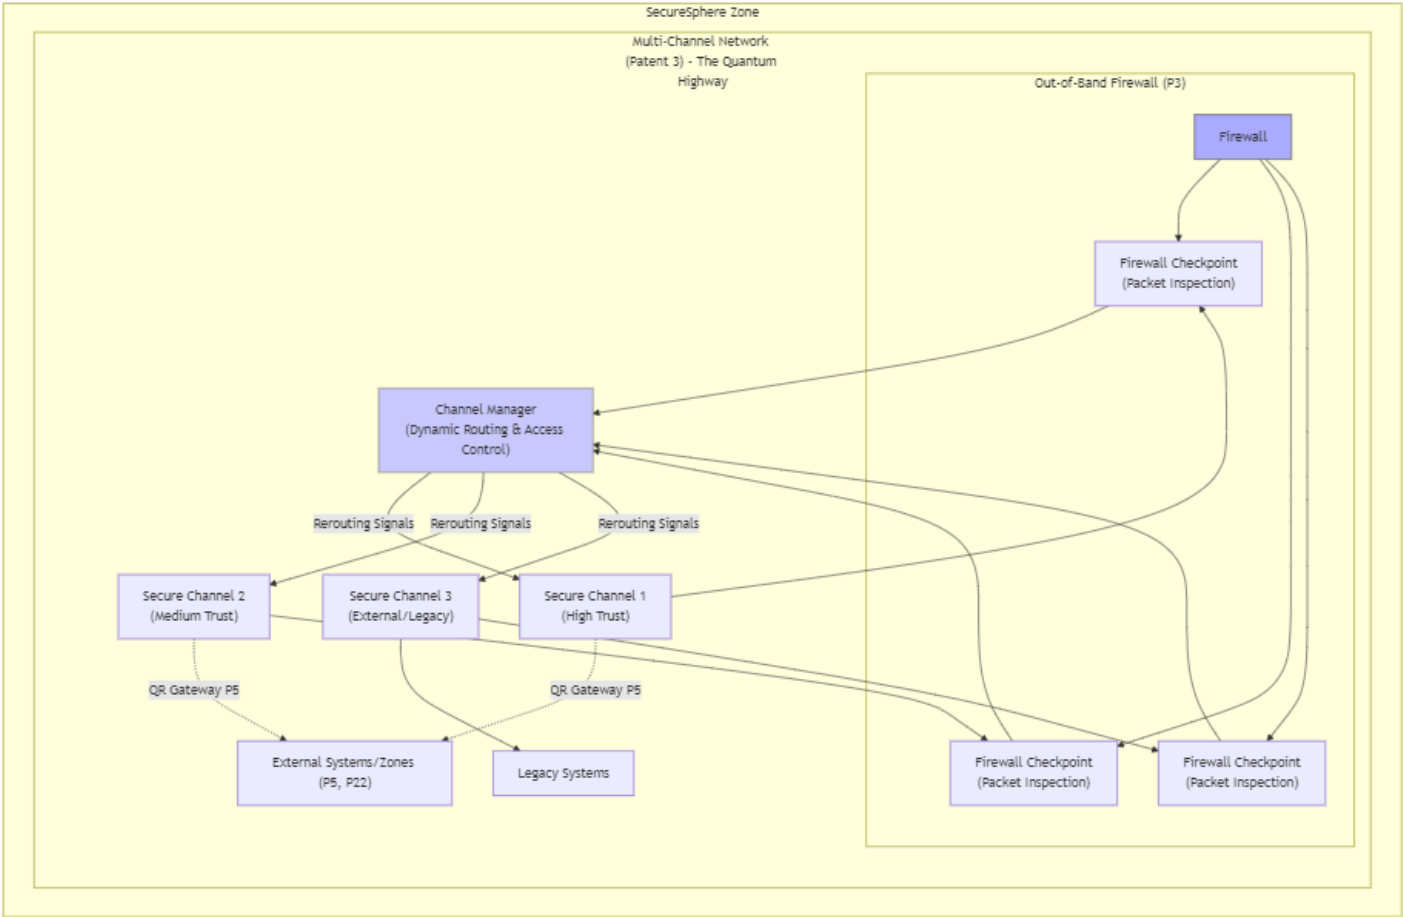 SecureSphere Zone
Multi-Channel Network
(Patent 3) - The Quantum
Highway
Out-of-Band Firewall (P3)
Firewall
Firewall Checkpoint
(Packet Inspection)
Channel Manager
(Dynamic Routing & Access
Control)
Rerouting Signals
Rerouting Signals
Rerouting Signals
Secure Channel 2
(Medium Trust)
Secure Channel 3
(External/Legacy)
Secure Channel 1
(High Trust)
QR Gateway P5
QR Gateway P5
External Systems/Zones
(P5, P22)
Legacy Systems
Firewall Checkpoint
(Packet Inspection)
Firewall Checkpoint
(Packet Inspection)